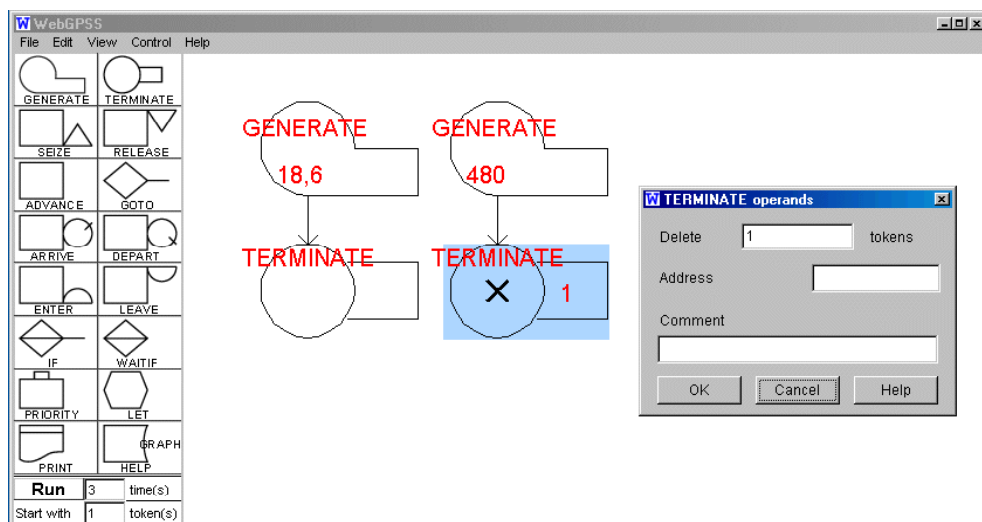 W WebGPSS
File Edit View Control Help
GENERATE TERMINATE
SEIZE RELEASE
ADVANCE GOTO
ARRIVE DEPART
ENTER LEAVE
IF WAITIF
PRIORITY LET
GRAPH
PRINT HELP
Run 3 time(s)
Start with 1 token(s)
GENERATE GENERATE
18,6 480
TERMINATE TERMINATE
1
W TERMINATE operands
Delete 1 tokens
Address
Comment
OK Cancel Help